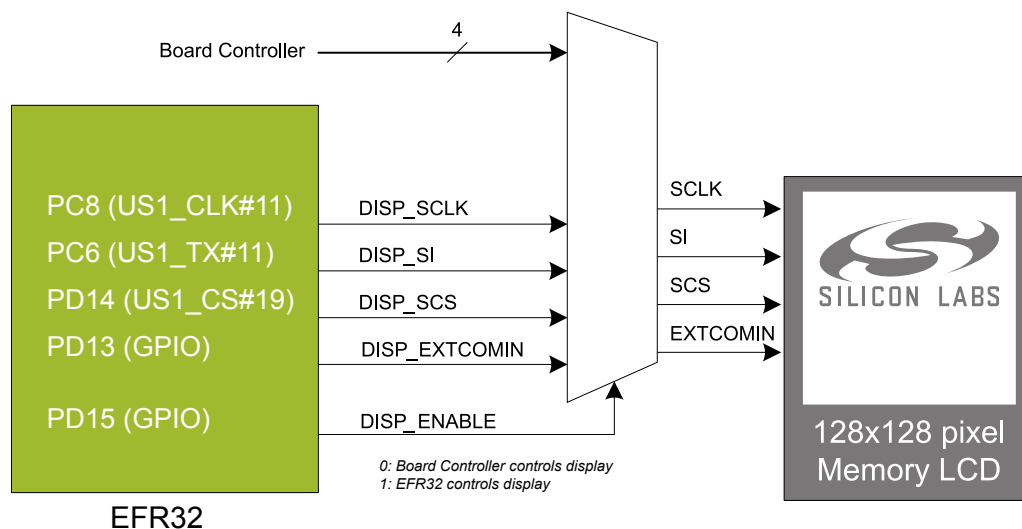 4
Board Controller
PC8 (US1_CLK#11)
PC6 (US1_TX#11)
PD14 (US1_CS#19)
PD13 (GPIO)
PD15 (GPIO)
EFR32
DISP_SCLK
DISP_SI
DISP_SCS
DISP_EXTCOMIN
DISP_ENABLE
0: Board Controller controls display
1: EFR32 controls display
SCLK
SI
SCS
EXTCOMIN
SILICON LABS
128x128 pixel
Memory LCD